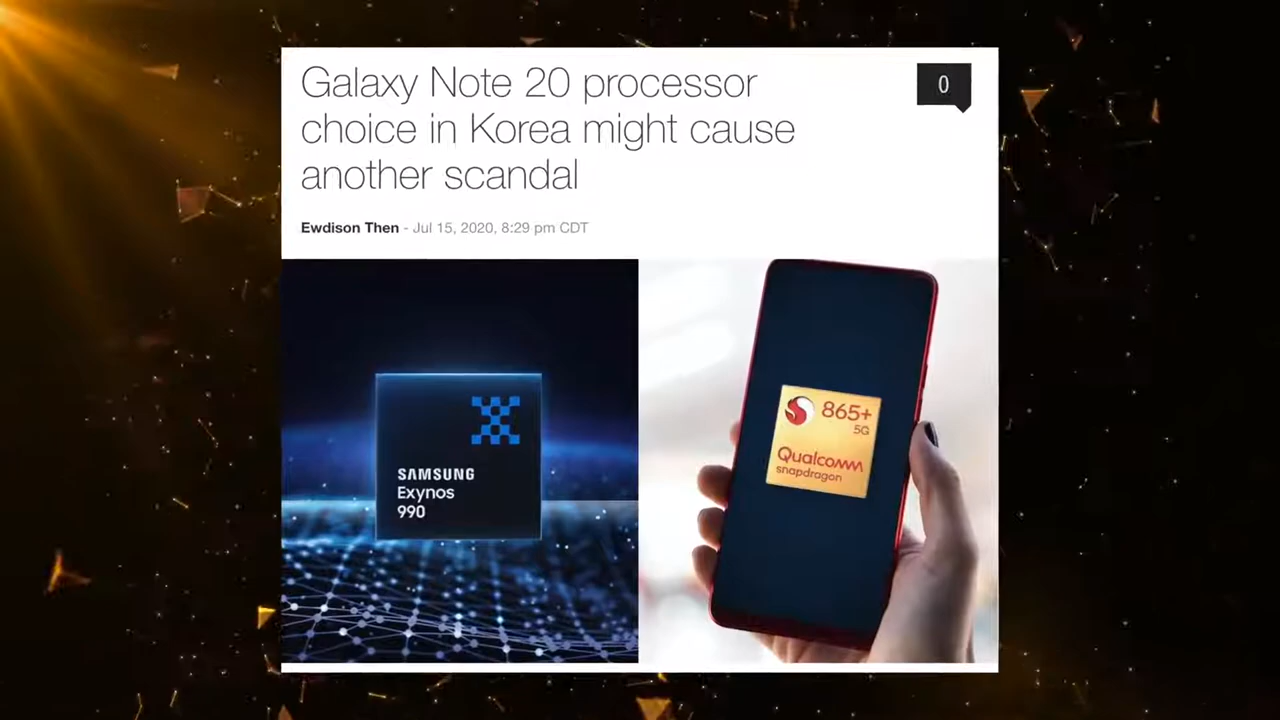 Galaxy Note 20 processor
choice in Korea might cause
another scandal
0
Ewdison Then - Jul 15, 2020, 8:29 pm CDT
SAMSUNG
Exynos
990
865+
5G
Qualcomm
snapdragon